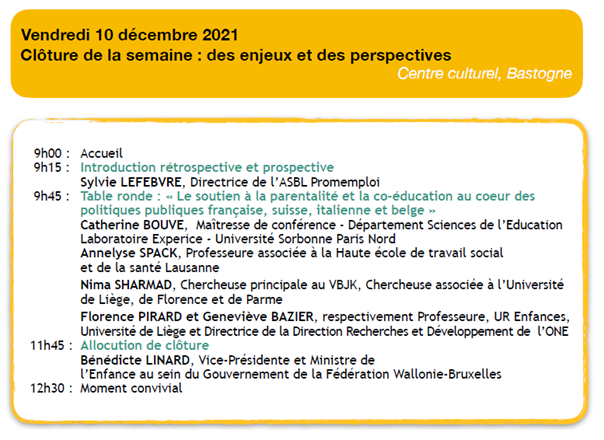 Vendredi 10 décembre 2021
Clôture de la semaine : des enjeux et des perspectives
Centre culturel, Bastogne
9h00 : Accueil
9h15 : Introduction rétrospective et prospective
Sylvie LEFEBVRE, Directrice de l’ASBL Promemploi
9h45 : Table ronde : « Le soutien à la parentalité et la co-éducation au coeur des
politiques publiques française, suisse, italienne et belge »
Catherine BOUVE, Maîtresse de conférence - Département Sciences de l’Education
Laboratoire Experice - Université Sorbonne Paris Nord
Annelyse SPACK, Professeure associée à la Haute école de travail social
et de la santé Lausanne
Nima SHARMAD, Chercheuse principale au VBJK, Chercheuse associée à l’Université
de Liège, de Florence et de Parme
Florence PIRARD et Geneviève BAZIER, respectivement Professeure, UR Enfances,
Université de Liège et Directrice de la Direction Recherches et Développement de l’ONE
11h45 : Allocution de clôture
Bénédicte LINARD, Vice-Présidente et Ministre de
l’Enfance au sein du Gouvernement de la Fédération Wallonie-Bruxelles
12h30 : Moment convivial